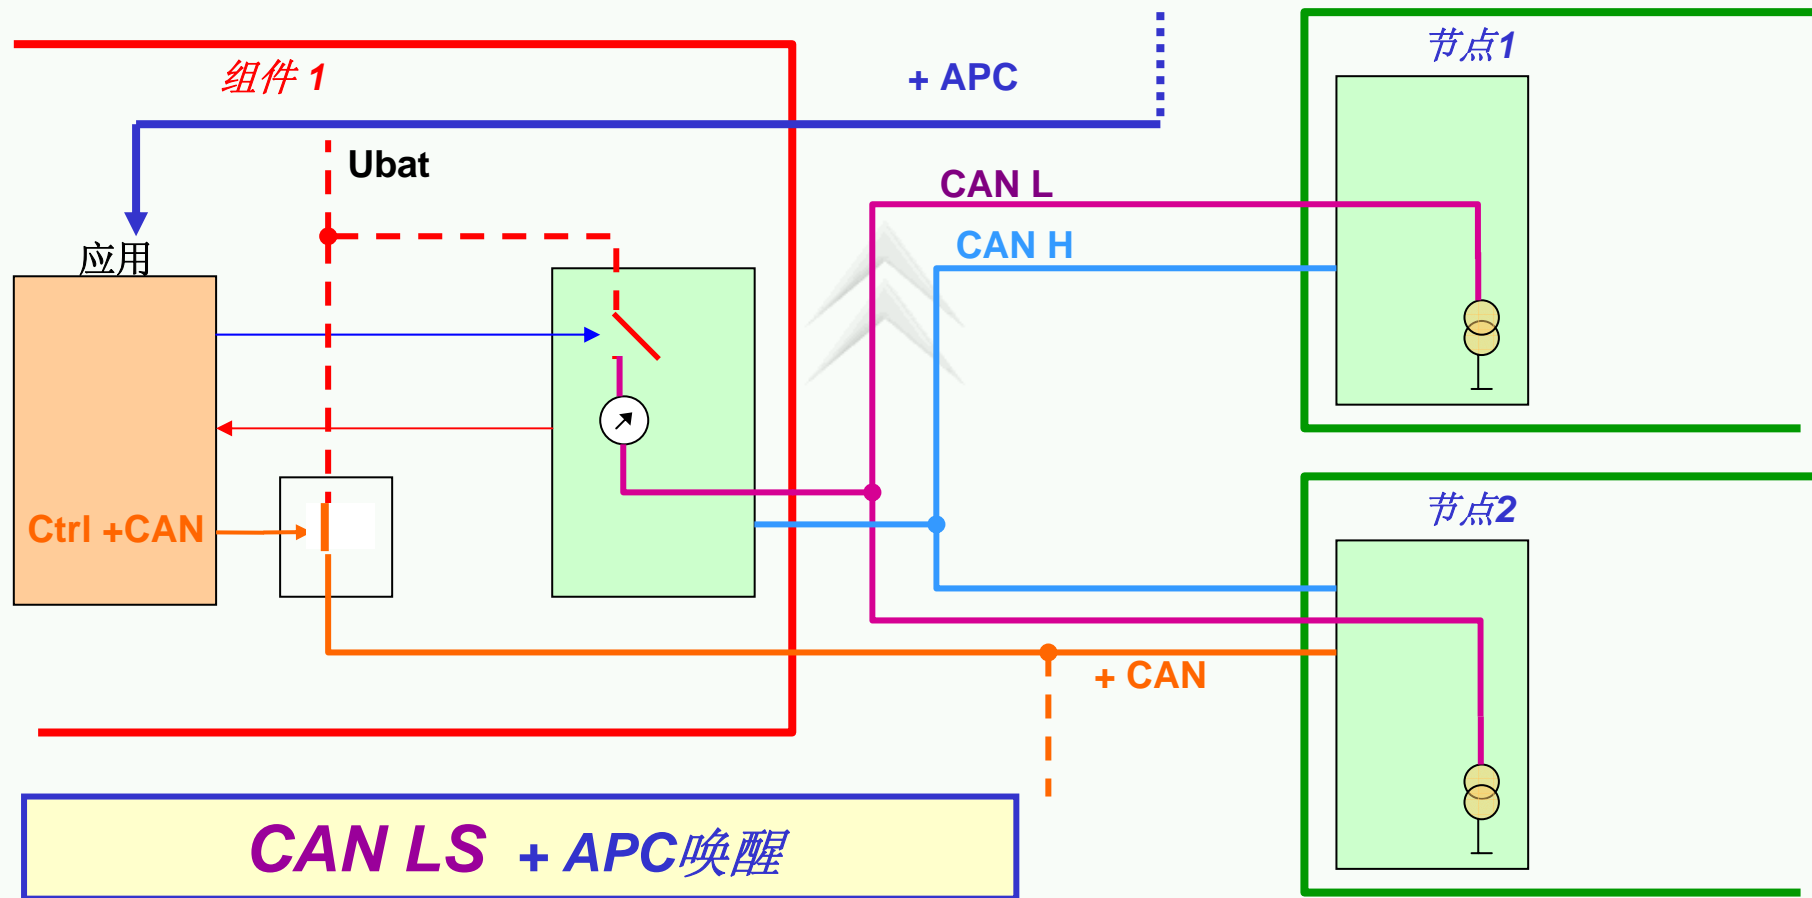 组件 1
+ APC
节点1
Ubat
CAN L
CAN H
应用
Ctrl +CAN
节点2
+ CAN
CAN LS + APC唤醒